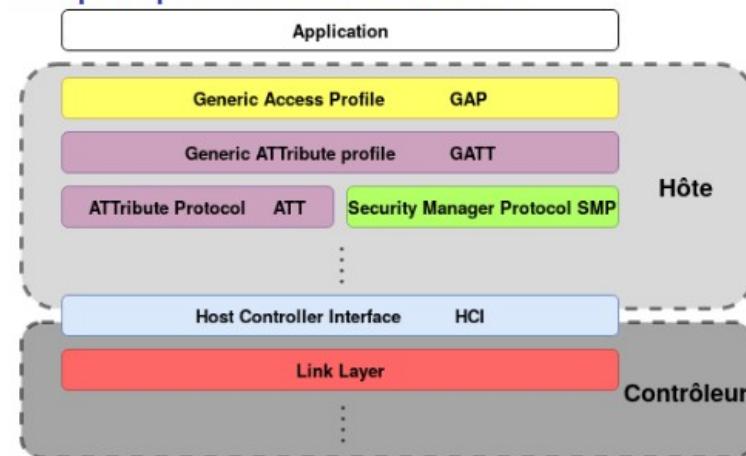 Application
Generic Access Profile GAP
Generic ATTribute profile GATT
Hôte
ATTribute Protocol ATT Security Manager Protocol SMP
Host Controller Interface HCI
Link Layer
Contrôleur